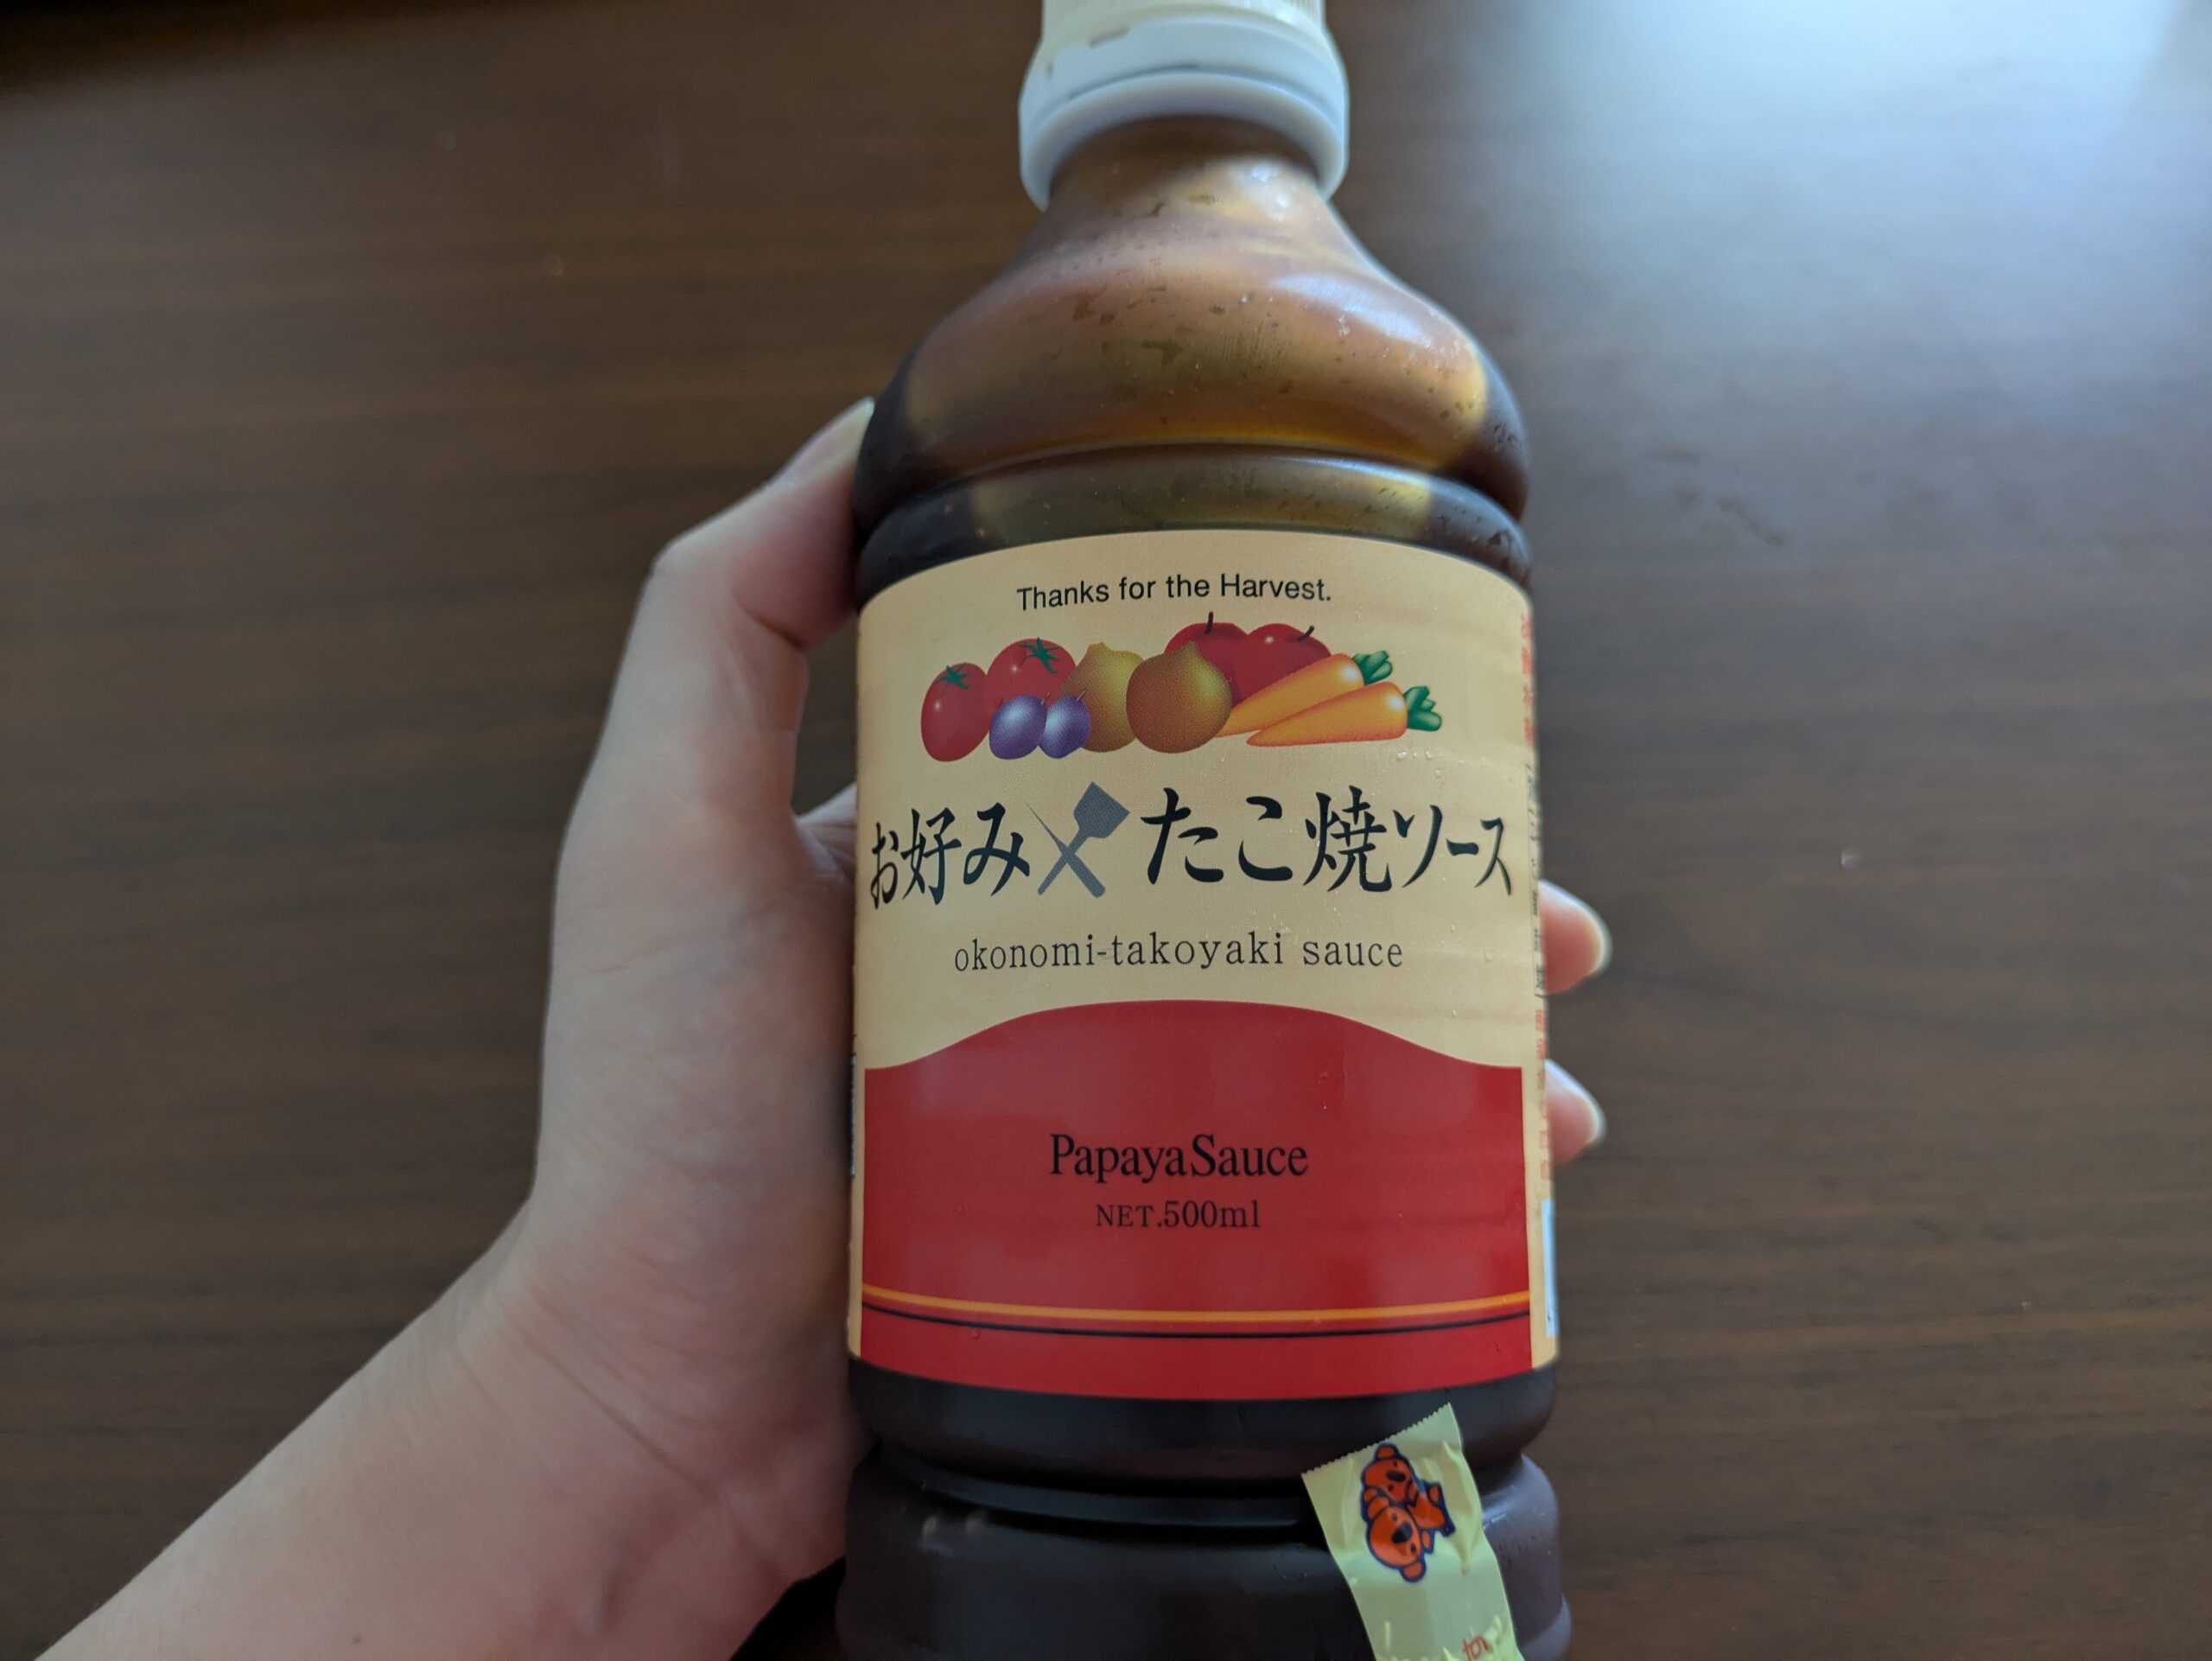 Thanks for the Harvest.
お好み たこ焼ソース
okonomi-takoyaki sauce
PapayaSauce
NET.500ml